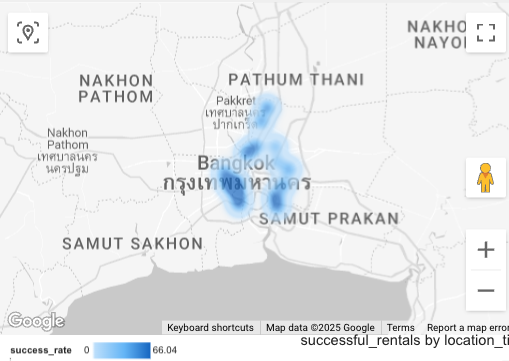 NAKHON
NAYO
NAKHON
PATHOM
PATHUM THANI
Pakkret
เทศบาลนคร
ปากเกร็ด
Nakhon
Pathom
เทศบาลนคร
นครปฐม
Bangkok
กรุงเทพมหานคร
SAMUT PRAKAN
SAMUT SAKHON
Google
Keyboard shortcuts
Map data ©2025 Google
Terms
Report a map error
successful_rentals by location_ti
success_rate
0
66.04